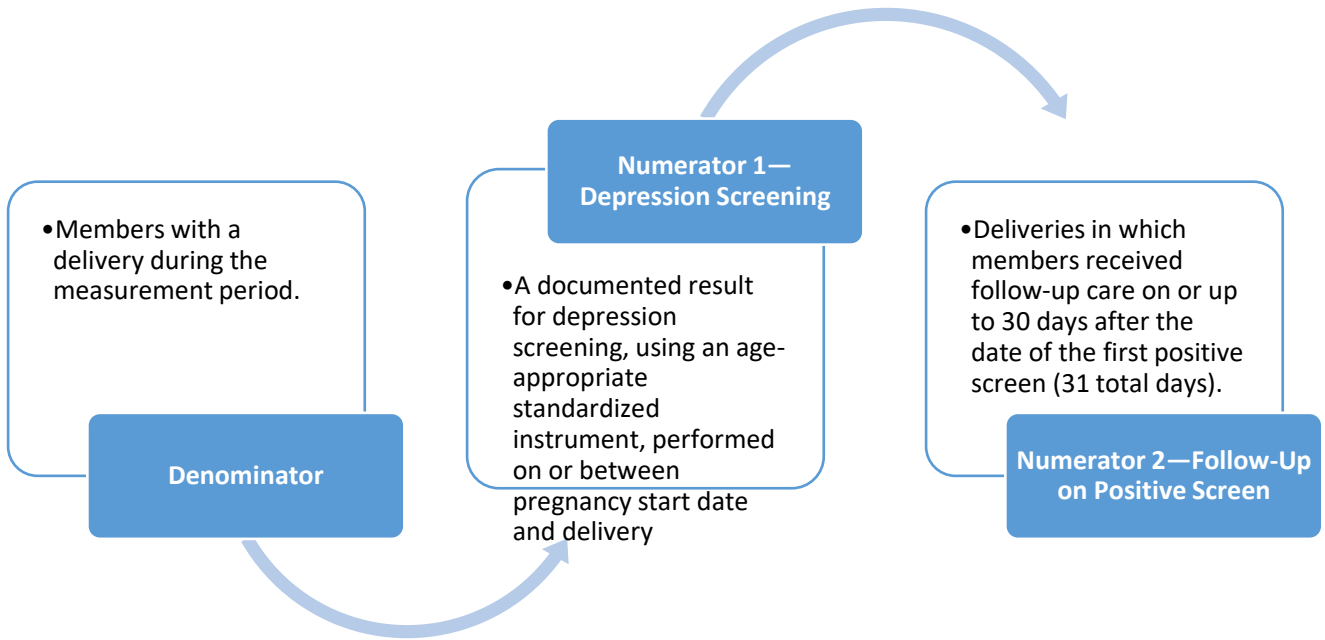 •Members with a
delivery during the
measurement period.
Denominator
Numerator 1—
Depression Screening
•A documented result
for depression
screening, using an age-
appropriate
standardized
instrument, performed
on or between
pregnancy start date
and delivery
•Deliveries in which
members received
follow-up care on or up
to 30 days after the
date of the first positive
screen (31 total days).
Numerator 2—Follow-Up
on Positive Screen